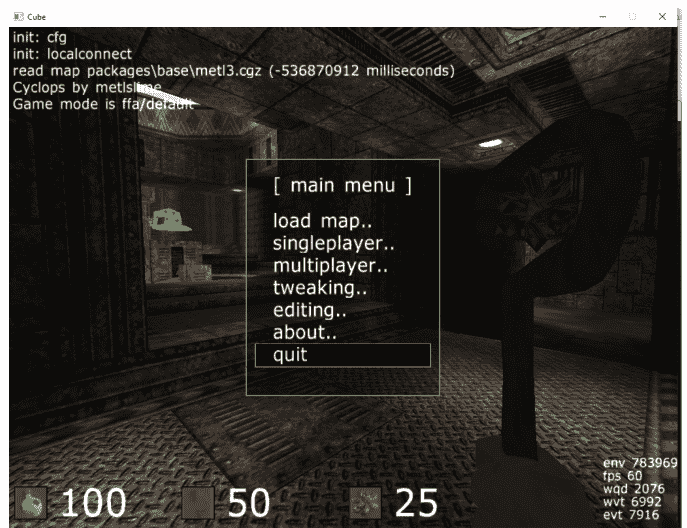 Cube
init: cfg
init: localconnect
read map packages\base\metl3.cgz (-536870912 milliseconds)
Cyclops by metlslime
Game mode is ffa/default
[ main menu ]
load map..
singleplayer..
multiplayer..
tweaking..
editing..
about..
quit
env 783969
fps 60
wqd 2076
wvt 6992
evt 7916
100 50 25